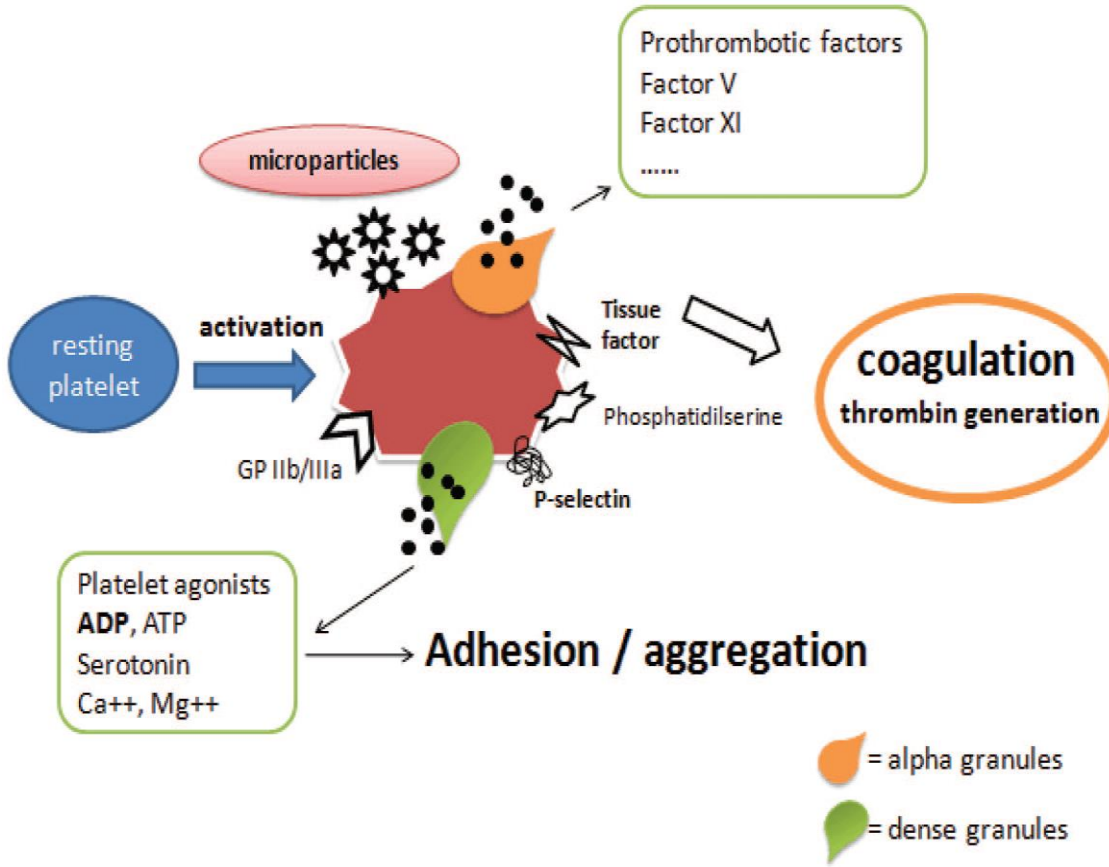 Prothrombotic factors
Factor V
Factor XI
......
microparticles
activation
resting
platelet
Tissue
factor
coagulation
thrombin generation
Phosphatidilserine
GP IIb/IIIa
P-selectin
Platelet agonists
ADP, ATP
Serotonin
Ca++, Mg++
Adhesion / aggregation
= alpha granules
= dense granules